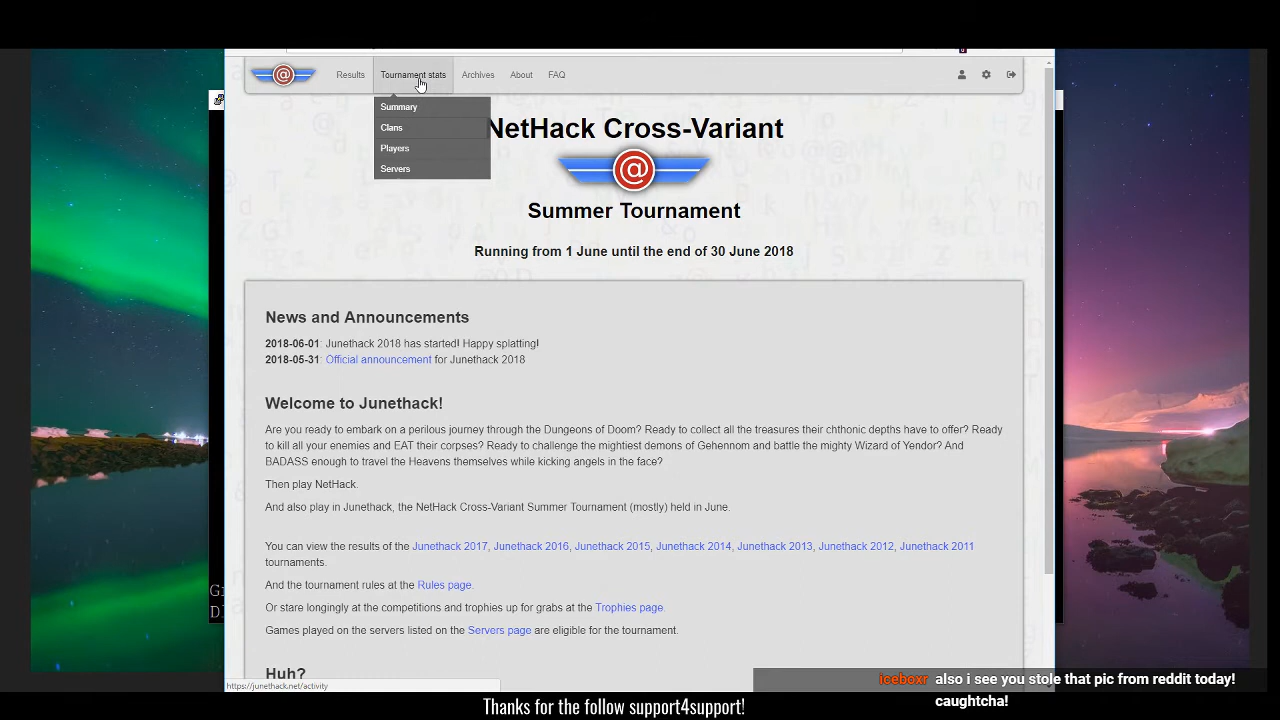 @
Results
Tournament stats
Archives
About
FAQ
Summary
Clans
Players
Servers
NetHack Cross-Variant
@
Summer Tournament
Running from 1 June until the end of 30 June 2018
News and Announcements
2018-06-01: Junethack 2018 has started! Happy splatting!
2018-05-31: Official announcement for Junethack 2018
Welcome to Junethack!
Are you ready to embark on a perilous journey through the Dungeons of Doom? Ready to collect all the treasures their chthonic depths have to offer? Ready
to kill all your enemies and EAT their corpses? Ready to challenge the mightiest demons of Gehennom and battle the mighty Wizard of Yendor? And
BADASS enough to travel the Heavens themselves while kicking angels in the face?
Then play NetHack.
And also play in Junethack, the NetHack Cross-Variant Summer Tournament (mostly) held in June.
You can view the results of the Junethack 2017, Junethack 2016, Junethack 2015, Junethack 2014, Junethack 2013, Junethack 2012, Junethack 2011
tournaments.
And the tournament rules at the Rules page.
Or stare longingly at the competitions and trophies up for grabs at the Trophies page.
Games played on the servers listed on the Servers page are eligible for the tournament.
Huh?
https://junethack.net/activity
iceboxr also i see you stole that pic from reddit today!
caughtcha!
Thanks for the follow support4support!